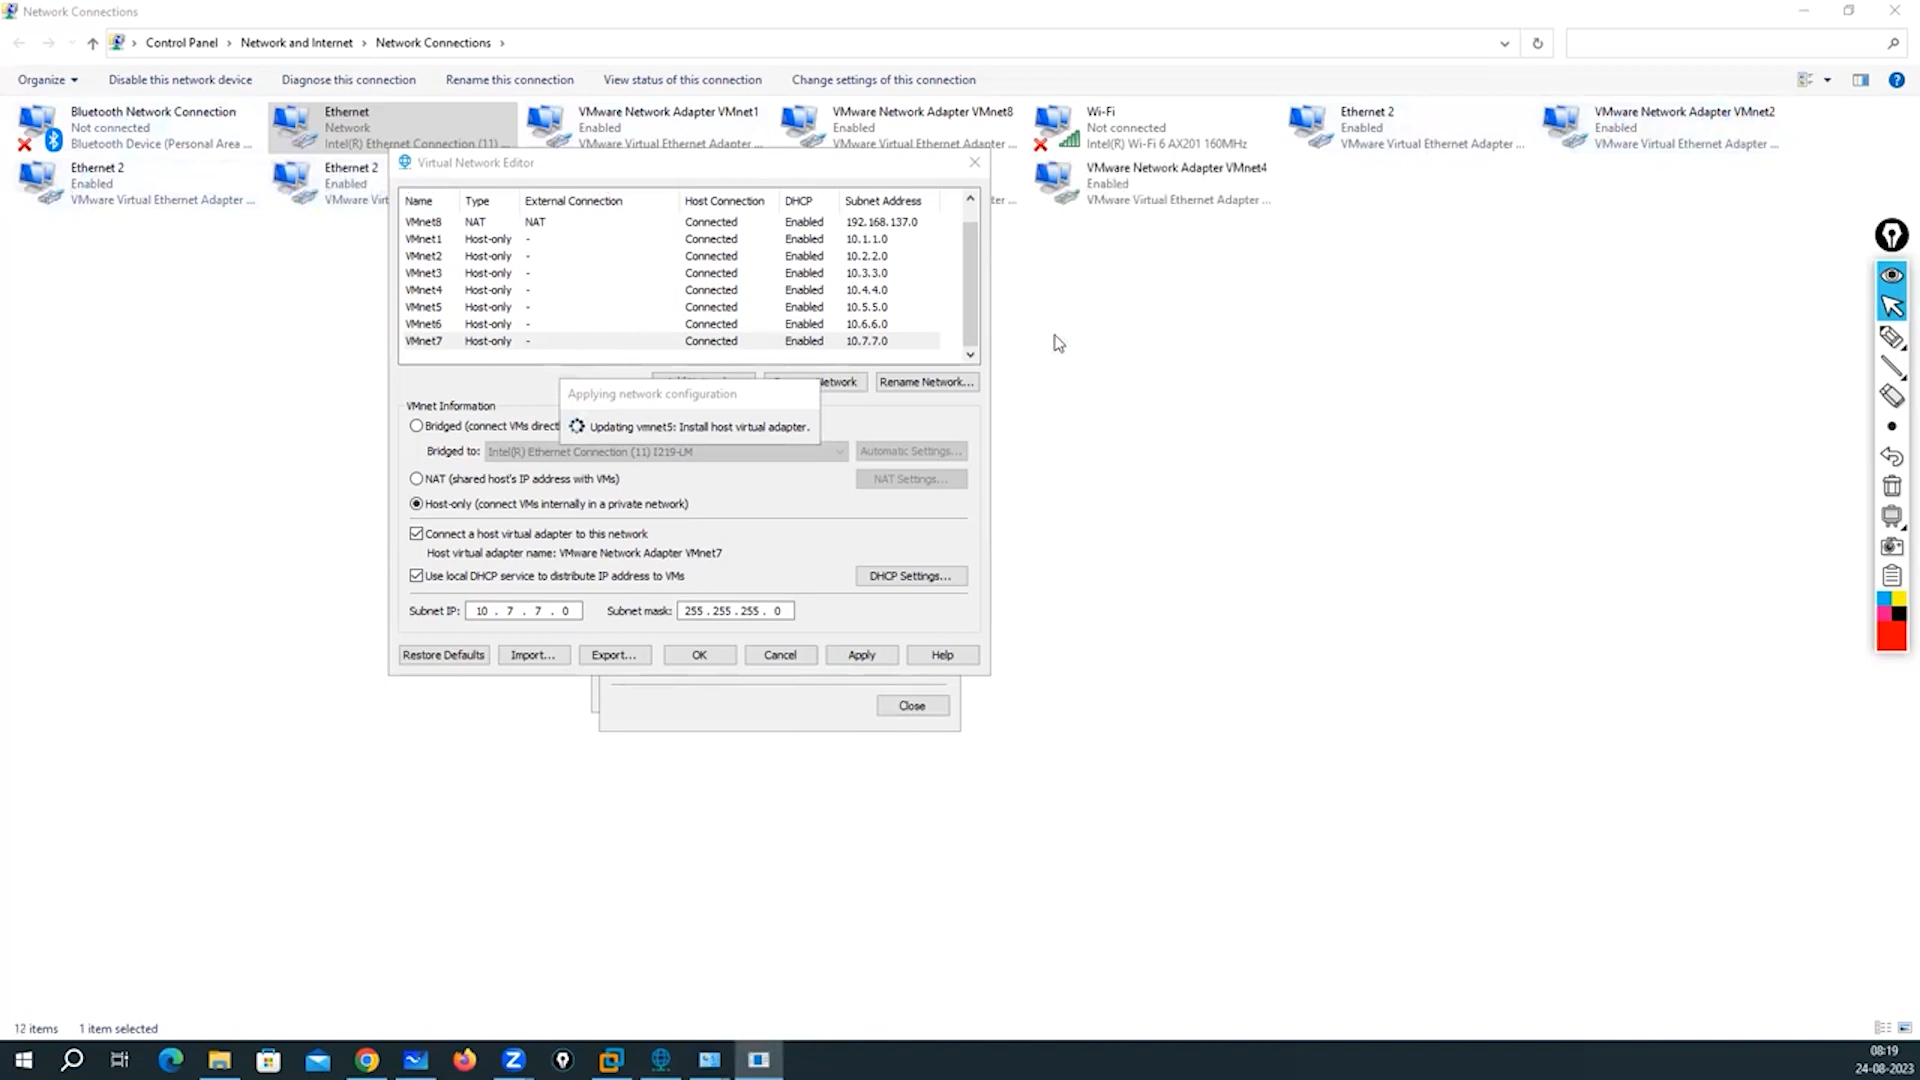 Network Connections
Control Panel > Network and Internet > Network Connections >
Organize Disable this network device Diagnose this connection Rename this connection View status of this connection Change settings of this connection
Bluetooth Network Connection
Not connected
Bluetooth Device (Personal Area ...
Ethernet
Network
Intel(R) Ethernet Connection (11) ...
VMware Network Adapter VMnet1
Enabled
VMware Virtual Ethernet Adapter ...
VMware Network Adapter VMnet8
Enabled
VMware Virtual Ethernet Adapter ...
Wi-Fi
Not connected
Intel(R) Wi-Fi 6 AX201 160MHz
Ethernet 2
Enabled
VMware Virtual Ethernet Adapter ...
VMware Network Adapter VMnet2
Enabled
VMware Virtual Ethernet Adapter ...
Ethernet 2
Enabled
VMware Virtual Ethernet Adapter ...
Ethernet 2
Enabled
VMware
VMware Network Adapter VMnet4
Enabled
VMware Virtual Ethernet Adapter ...
Virtual Network Editor
Name Type External Connection Host Connection DHCP Subnet Address
VMnet8 NAT NAT Connected Enabled 192.168.137.0
VMnet1 Host-only - Connected Enabled 10.1.1.0
VMnet2 Host-only - Connected Enabled 10.2.2.0
VMnet3 Host-only - Connected Enabled 10.3.3.0
VMnet4 Host-only - Connected Enabled 10.4.4.0
VMnet5 Host-only - Connected Enabled 10.5.5.0
VMnet6 Host-only - Connected Enabled 10.6.6.0
VMnet7 Host-only - Connected Enabled 10.7.7.0
Network Rename Network...
Applying network configuration
Updating vmnet5: Install host virtual adapter.
VMnet Information
Bridged (connect VMs direct
Bridged to: Intel(R) Ethernet Connection (11) I219-LM Automatic Settings...
NAT (shared host's IP address with VMs) NAT Settings...
Host-only (connect VMs internally in a private network)
Connect a host virtual adapter to this network
Host virtual adapter name: VMware Network Adapter VMnet7
Use local DHCP service to distribute IP address to VMs DHCP Settings...
Subnet IP: 10 . 7 . 7 . 0 Subnet mask: 255 . 255 . 255 . 0
Restore Defaults Import... Export... OK Cancel Apply Help
Close
12 items 1 item selected
08:19
24-08-2023